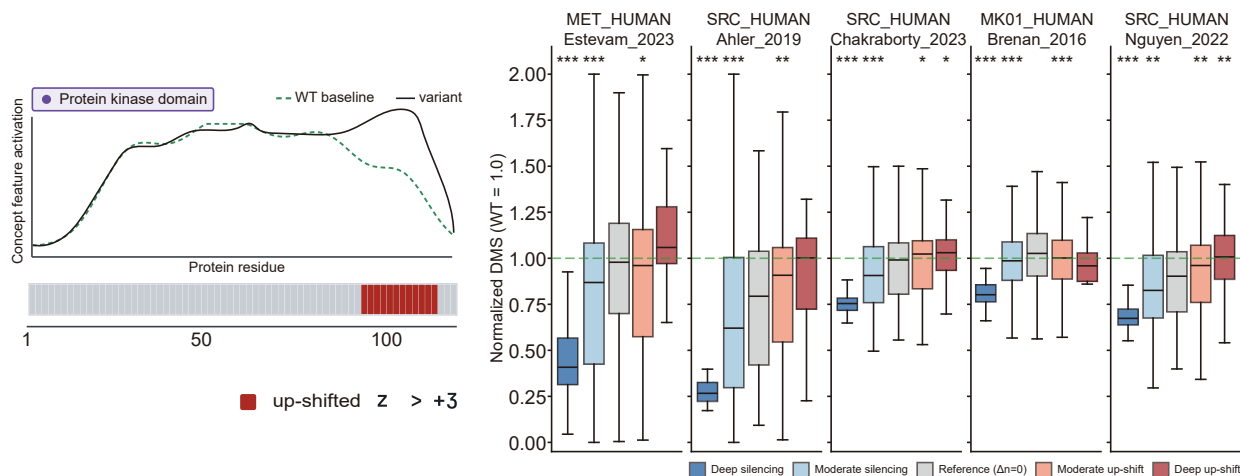 Protein kinase domain
WT baseline
variant
Concept feature activation
Protein residue
1
50
100
up-shifted z > +3
MET_HUMAN
Estevam_2023
SRC_HUMAN
Ahler_2019
SRC_HUMAN
Chakraborty_2023
MK01_HUMAN
Brenan_2016
SRC_HUMAN
Nguyen_2022
*** *** *
*** *** **
*** *** * *
*** *** ***
*** ** ** **
Normalized DMS (WT = 1.0)
2.00
1.75
1.50
1.25
1.00
0.75
0.50
0.25
0.00
Deep silencing
Moderate silencing
Reference (Δn=0)
Moderate up-shift
Deep up-shift